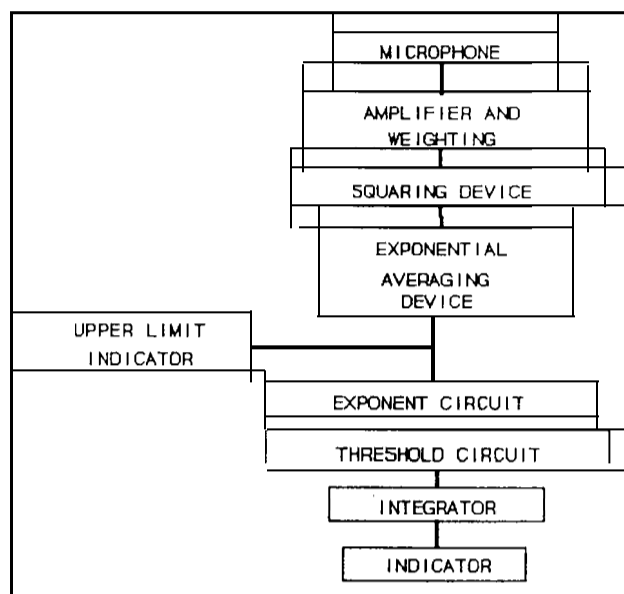 MICROPHONE
AMPLIFIER AND
WEIGHTING
SQUARING DEVICE
EXPONENTIAL
AVERAGING
DEVICE
UPPER LIMIT
INDICATOR
EXPONENT CIRCUIT
THRESHOLD CIRCUIT
INTEGRATOR
INDICATOR